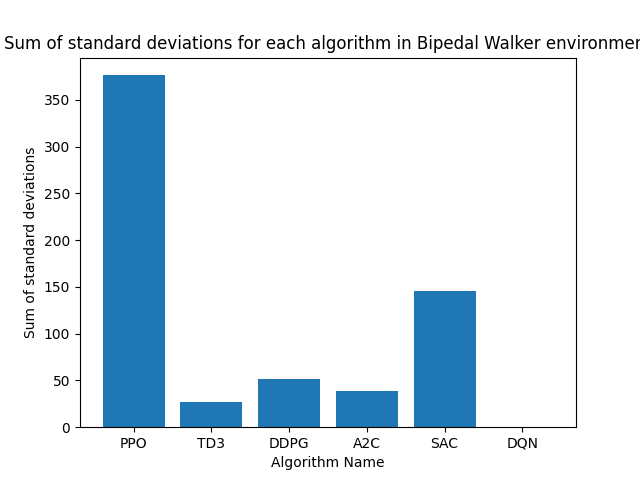 Sum of standard deviations for each algorithm in Bipedal Walker environmen
350
300
250
200
150
100
50
0
Sum of standard deviations
PPO TD3 DDPG A2C SAC DQN
Algorithm Name